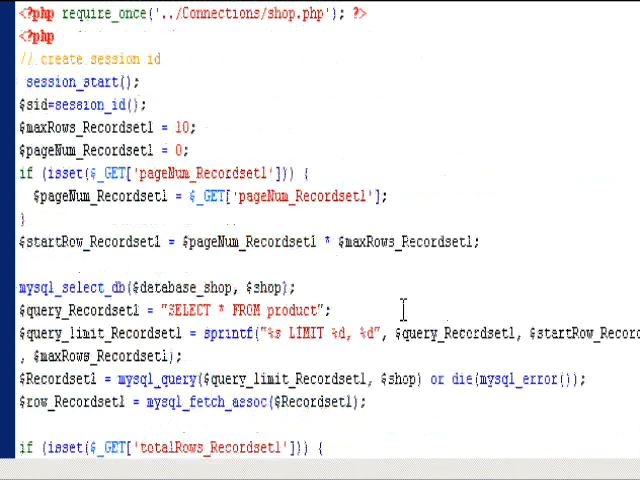 <?php require_once('../Connections/shop.php'); ?>
<?php
// create session id
session_start();
$sid=session_id();
$maxRows_Recordset1 = 10;
$pageNum_Recordset1 = 0;
if (isset($_GET['pageNum_Recordset1'])) {
$pageNum_Recordset1 = $_GET['pageNum_Recordset1'];
}
$startRow_Recordset1 = $pageNum_Recordset1 * $maxRows_Recordset1;
mysql_select_db($database_shop, $shop);
$query_Recordset1 = "SELECT * FROM product";
$query_limit_Recordset1 = sprintf("%s LIMIT %d, %d", $query_Recordset1, $startRow_Recor
, $maxRows_Recordset1);
$Recordset1 = mysql_query($query_limit_Recordset1, $shop) or die(mysql_error());
$row_Recordset1 = mysql_fetch_assoc($Recordset1);
if (isset($_GET['totalRows_Recordset1'])) {